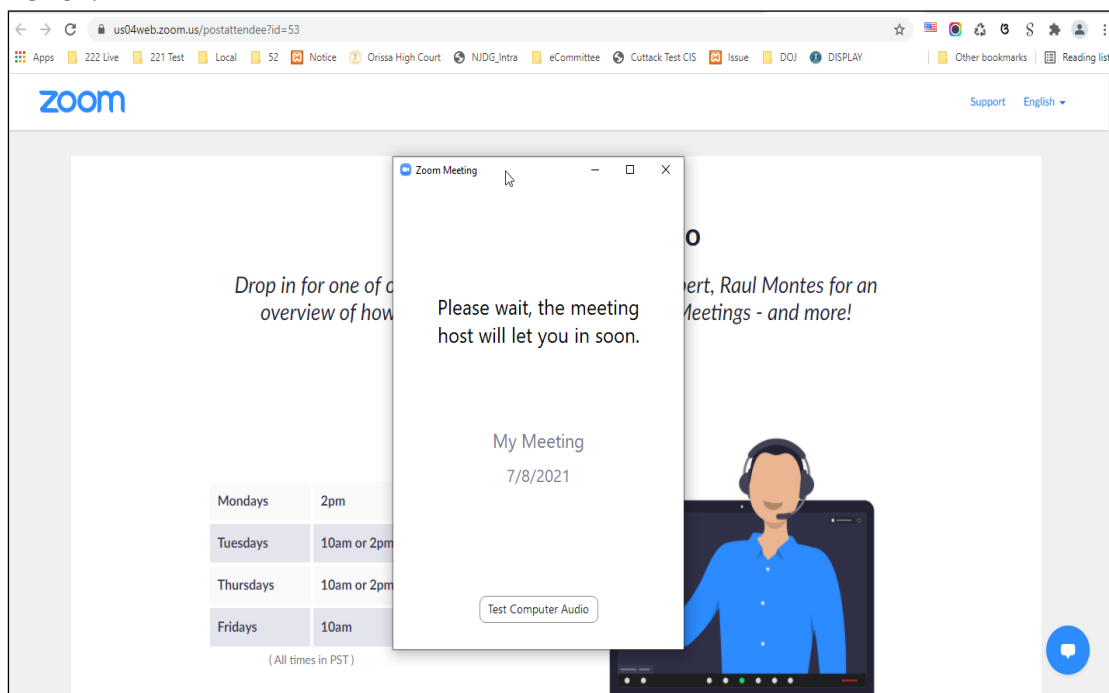 us04web.zoom.us/postattendee?id=53
Apps 222 Live 221 Test Local 52 Notice Orissa High Court NJDG_Intra eCommittee Cuttack Test CIS Issue DOJ DISPLAY Other bookmarks Reading list
zoom
Support English
Zoom Meeting
o
Drop in for one of o
pert, Raul Montes for an
overview of how
Meetings - and more!
Please wait, the meeting
host will let you in soon.
My Meeting
7/8/2021
Mondays 2pm
Tuesdays 10am or 2pm
Thursdays 10am or 2pm
Fridays 10am
(All times in PST)
Test Computer Audio